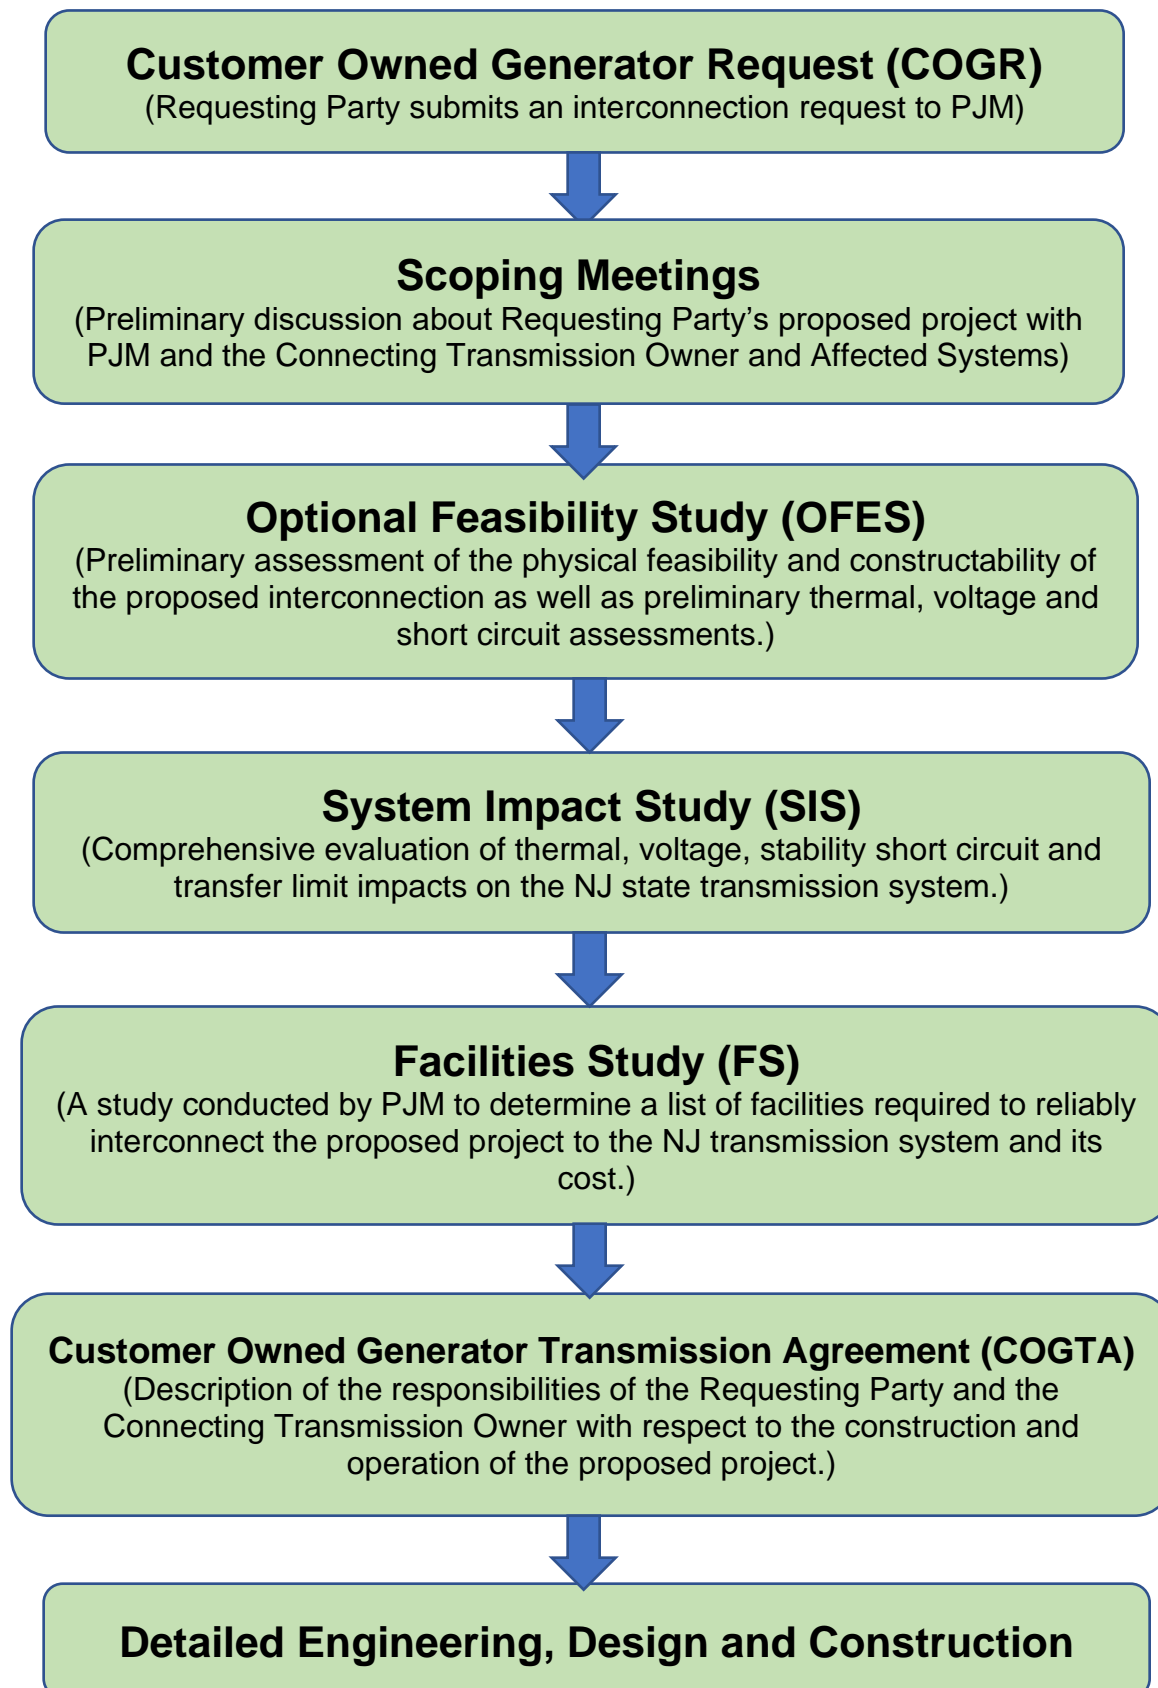 Customer Owned Generator Request (COGR)
(Requesting Party submits an interconnection request to PJM)
Scoping Meetings
(Preliminary discussion about Requesting Party’s proposed project with
PJM and the Connecting Transmission Owner and Affected Systems)
Optional Feasibility Study (OFES)
(Preliminary assessment of the physical feasibility and constructability of
the proposed interconnection as well as preliminary thermal, voltage and
short circuit assessments.)
System Impact Study (SIS)
(Comprehensive evaluation of thermal, voltage, stability short circuit and
transfer limit impacts on the NJ state transmission system.)
Facilities Study (FS)
(A study conducted by PJM to determine a list of facilities required to reliably
interconnect the proposed project to the NJ transmission system and its
cost.)
Customer Owned Generator Transmission Agreement (COGTA)
(Description of the responsibilities of the Requesting Party and the
Connecting Transmission Owner with respect to the construction and
operation of the proposed project.)
Detailed Engineering, Design and Construction